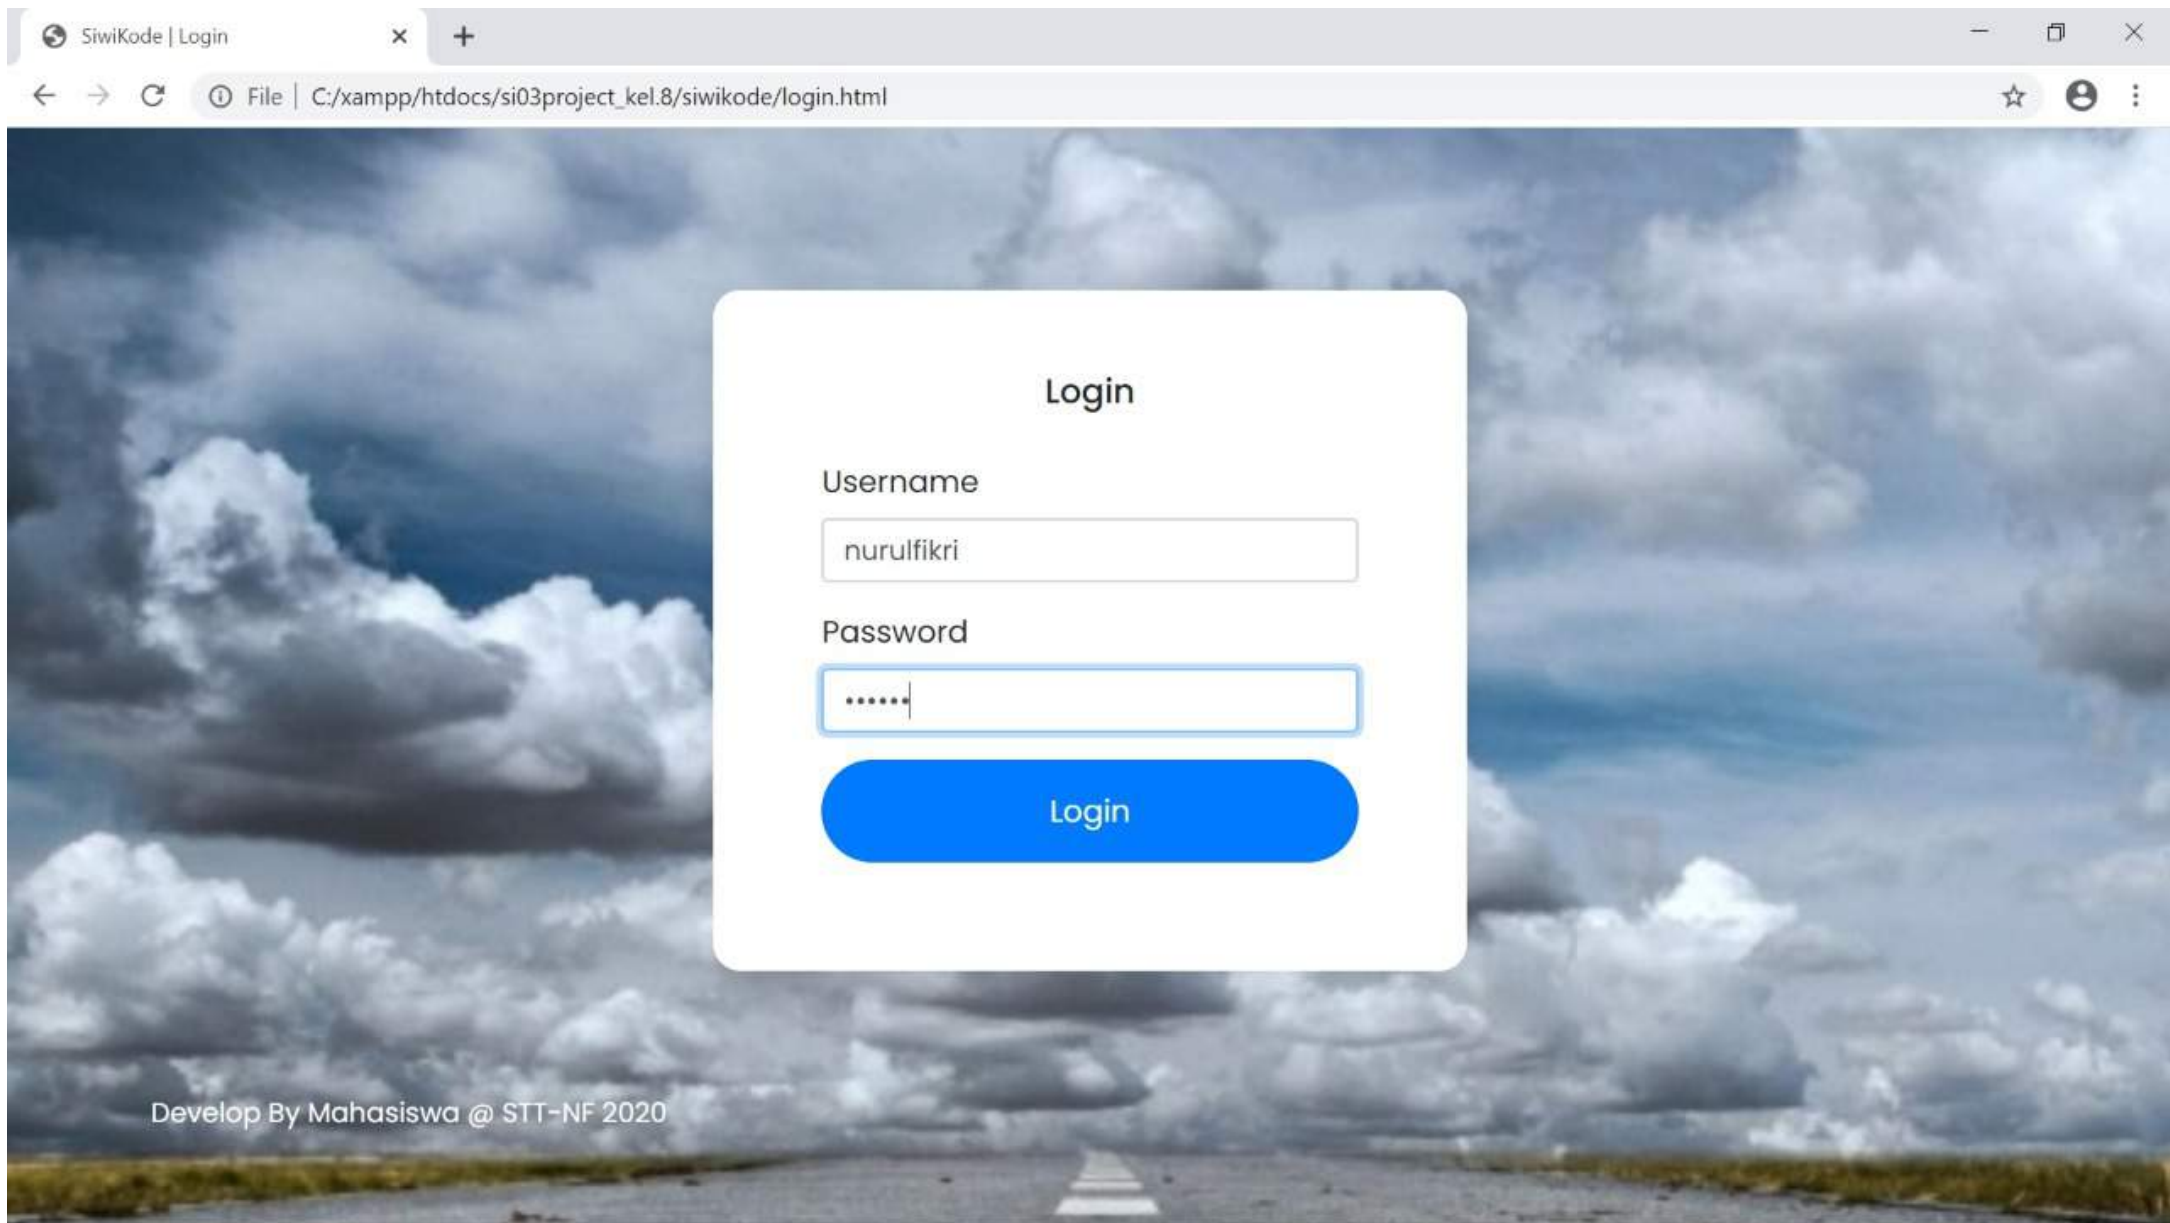 SiwiKode | Login
File | C:/xampp/htdocs/si03project_kel.8/siwikode/login.html
Login
Username
nurulfikri
Password
••••••
Login
Develop By Mahasiswa @ STT-NF 2020